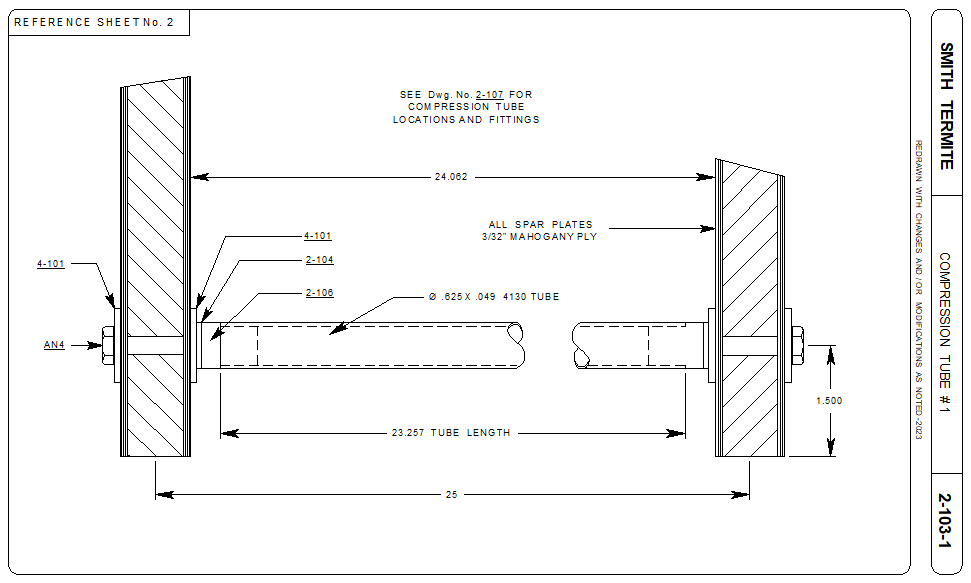 REFERENCE SHEET No. 2
SEE Dwg. No. 2-107 FOR
COMPRESSION TUBE
LOCATIONS AND FITTINGS
24.062
ALL SPAR PLATES
3/32" MAHOGANY PLY
4-101
4-101
2-104
2-106
Ø .625 X .049 4130 TUBE
AN4
1.500
23.257 TUBE LENGTH
25
REDRAWN WITH CHANGES AND/OR MODIFICATIONS AS NOTED-2023
SMITH TERMITE
COMPRESSION TUBE #1
2-103-1